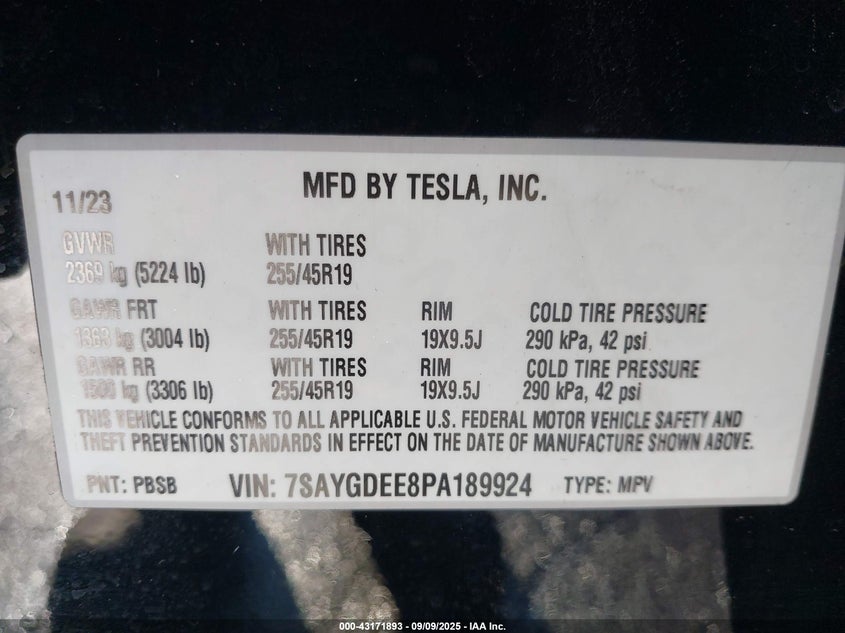 MFD BY TESLA, INC.
11/23
GVWR WITH TIRES
2369 kg (5224 lb) 255/45R19
GAWR FRT WITH TIRES RIM COLD TIRE PRESSURE
1363 kg (3004 lb) 255/45R19 19X9.5J 290 kPa, 42 psi
GAWR RR WITH TIRES RIM COLD TIRE PRESSURE
1500 kg (3306 lb) 255/45R19 19X9.5J 290 kPa, 42 psi
THIS VEHICLE CONFORMS TO ALL APPLICABLE U.S. FEDERAL MOTOR VEHICLE SAFETY AND
THEFT PREVENTION STANDARDS IN EFFECT ON THE DATE OF MANUFACTURE SHOWN ABOVE.
PNT: PBSB VIN: 7SAYGDEE8PA189924 TYPE: MPV
000-43171893 - 09/09/2025 - IAA Inc.